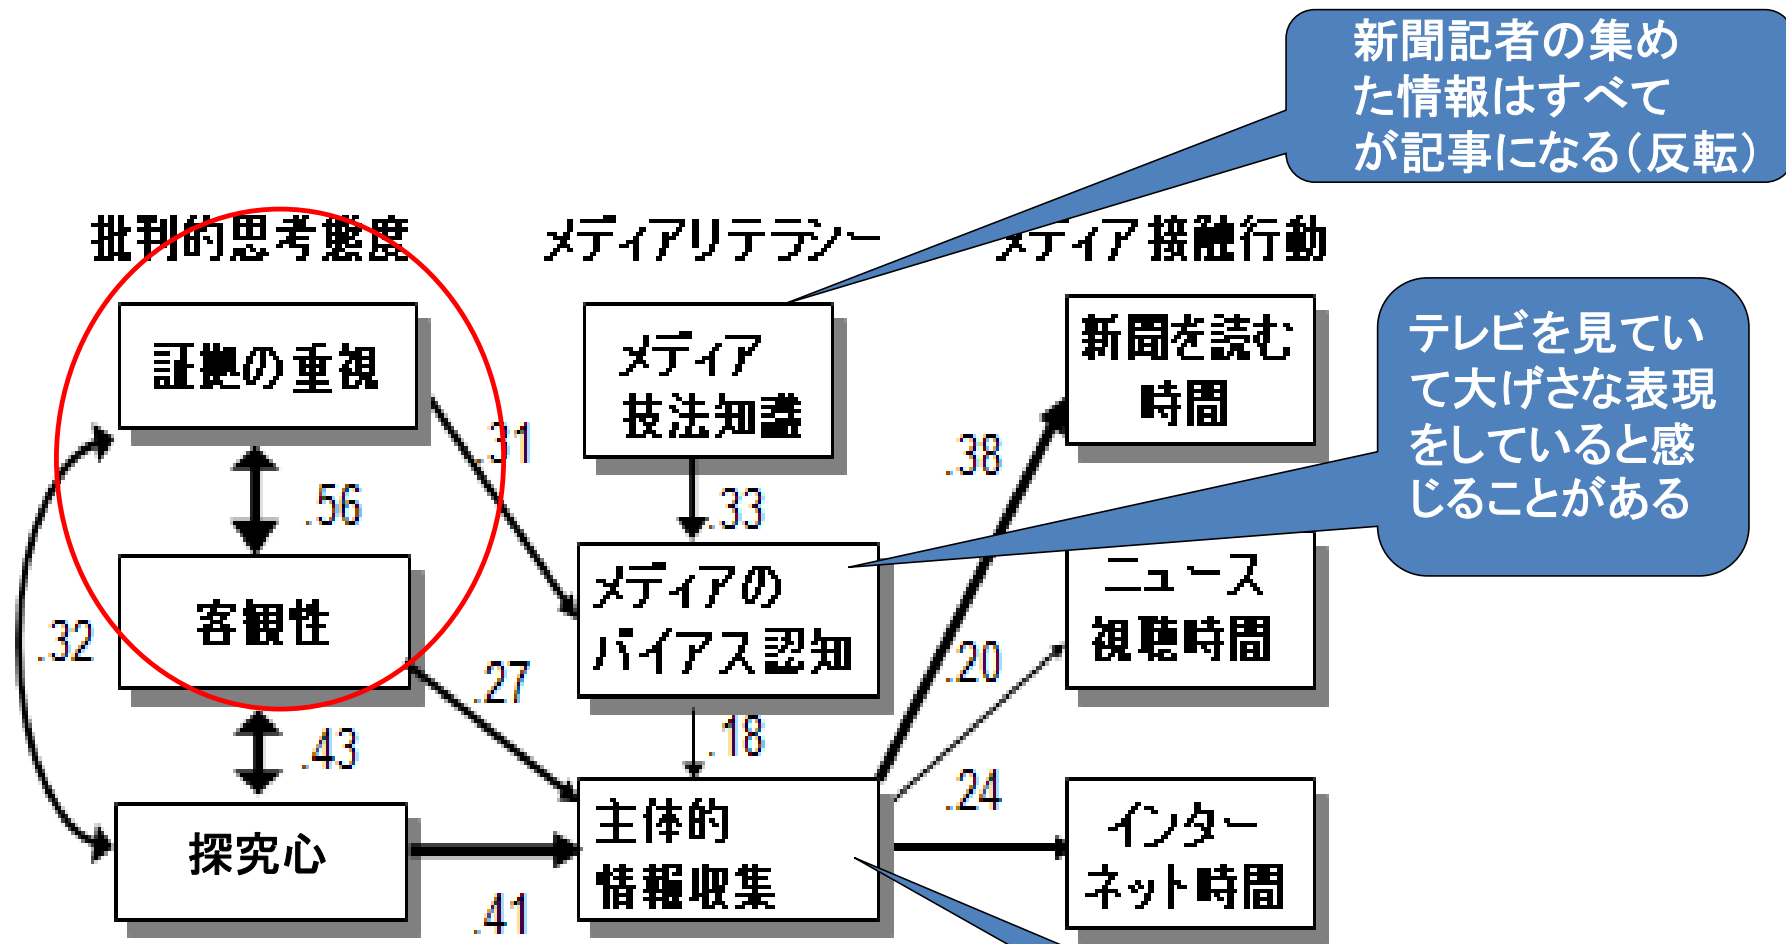 新聞記者の集め
た情報はすべて
が記事になる（反転）
批判的思考態度
メディアリテラシー
メディア接触行動
証拠の重視
メディア
技法知識
新聞を読む
時間
テレビを見てい
て大げさな表現
をしていると感
じることがある
.31
.38
.56
.33
客観性
メディアの
バイアス認知
ニュース
視聴時間
.32
.27
.20
.43
.18
.24
探究心
主体的
情報収集
インター
ネット時間
.41